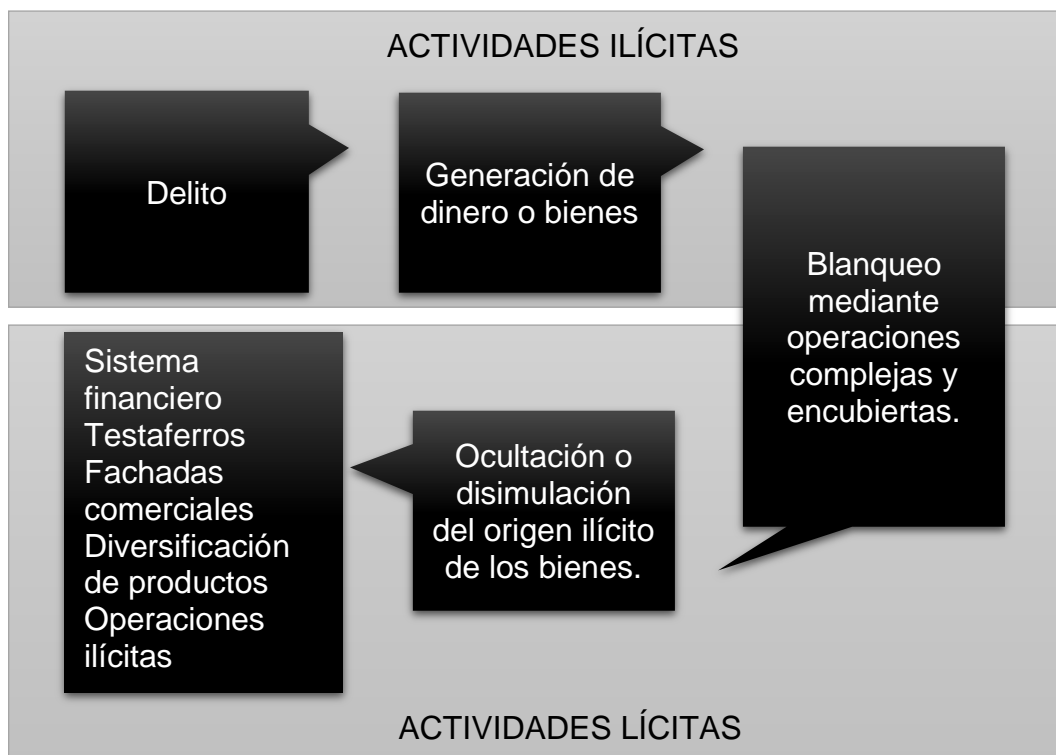 ACTIVIDADES ILÍCITAS
Delito
Generación de
dinero o bienes
Blanqueo
mediante
operaciones
complejas y
encubiertas.
Ocultación o
disimulación
del origen ilícito
de los bienes.
Sistema
financiero
Testaferros
Fachadas
comerciales
Diversificación
de productos
Operaciones
ilícitas
ACTIVIDADES LÍCITAS